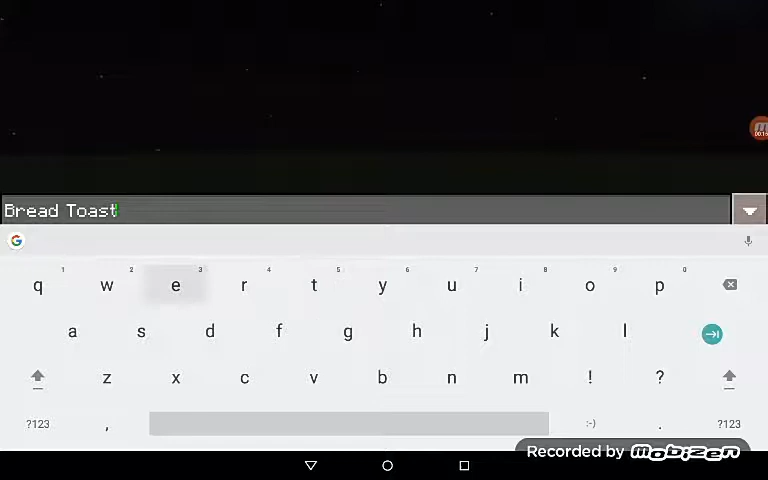 Bread Toast
1 2 3 4 5 6 7 8 9 0
q w e r t y u i o p
a s d f g h j k l
z x c v b n m ! ?
?123 , :-) . ?123
Recorded by mobizen